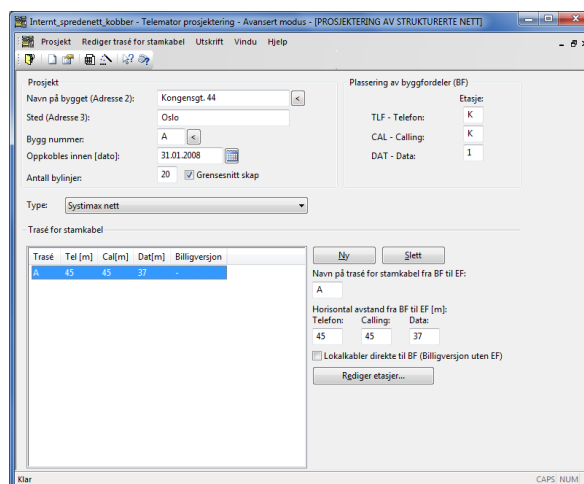 Internt_spredenett_kobber - Telemator prosjektering - Avansert modus - [PROSJEKTERING AV STRUKTURERTE NETT]
Prosjekt Rediger trasé for stamkabel Utskrift Vindu Hjelp
Prosjekt
Navn på bygget (Adresse 2): Kongensgt. 44 <
Sted (Adresse 3): Oslo
Bygg nummer: A <
Oppkobles innen [dato]: 31.01.2008
Antall bylinjer: 20 Grensesnitt skap
Plassering av byggfordeler (BF)
Etasje:
TLF - Telefon: K
CAL - Calling: K
DAT - Data: 1
Type: Systimax nett
Trasé for stamkabel
Trasé Tel [m] Cal[m] Dat[m] Billigversjon
A 45 45 37 -
Ny Slett
Navn på trasé for stamkabel fra BF til EF:
A
Horisontal avstand fra BF til EF [m]:
Telefon: Calling: Data:
45 45 37
Lokalkabler direkte til BF (Billigversjon uten EF)
Rediger etasjer...
Klar CAPS NUM